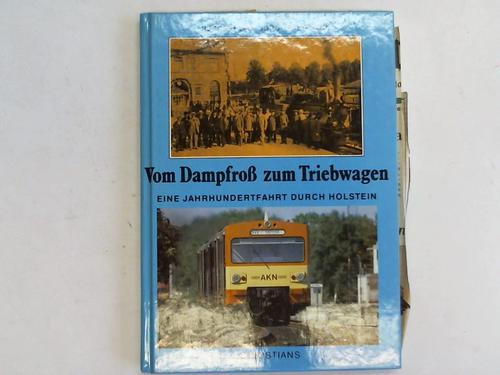 Vom Dampfroß zum Triebwagen
EINE JAHRHUNDERTFAHRT DURCH HOLSTEIN
AKN